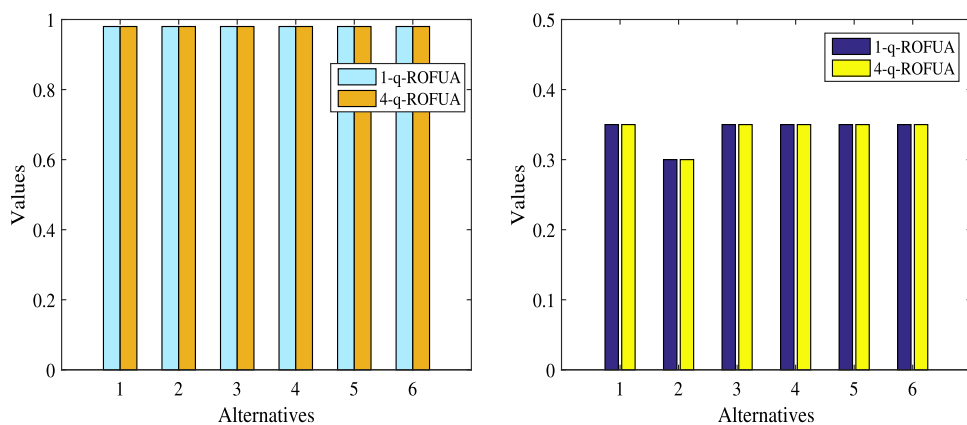 1
0.8
0.6
0.4
0.2
0
Values
1 2 3 4 5 6
Alternatives
1-q-ROFUA
4-q-ROFUA
0.5
0.4
0.3
0.2
0.1
0
Values
1 2 3 4 5 6
Alternatives
1-q-ROFUA
4-q-ROFUA